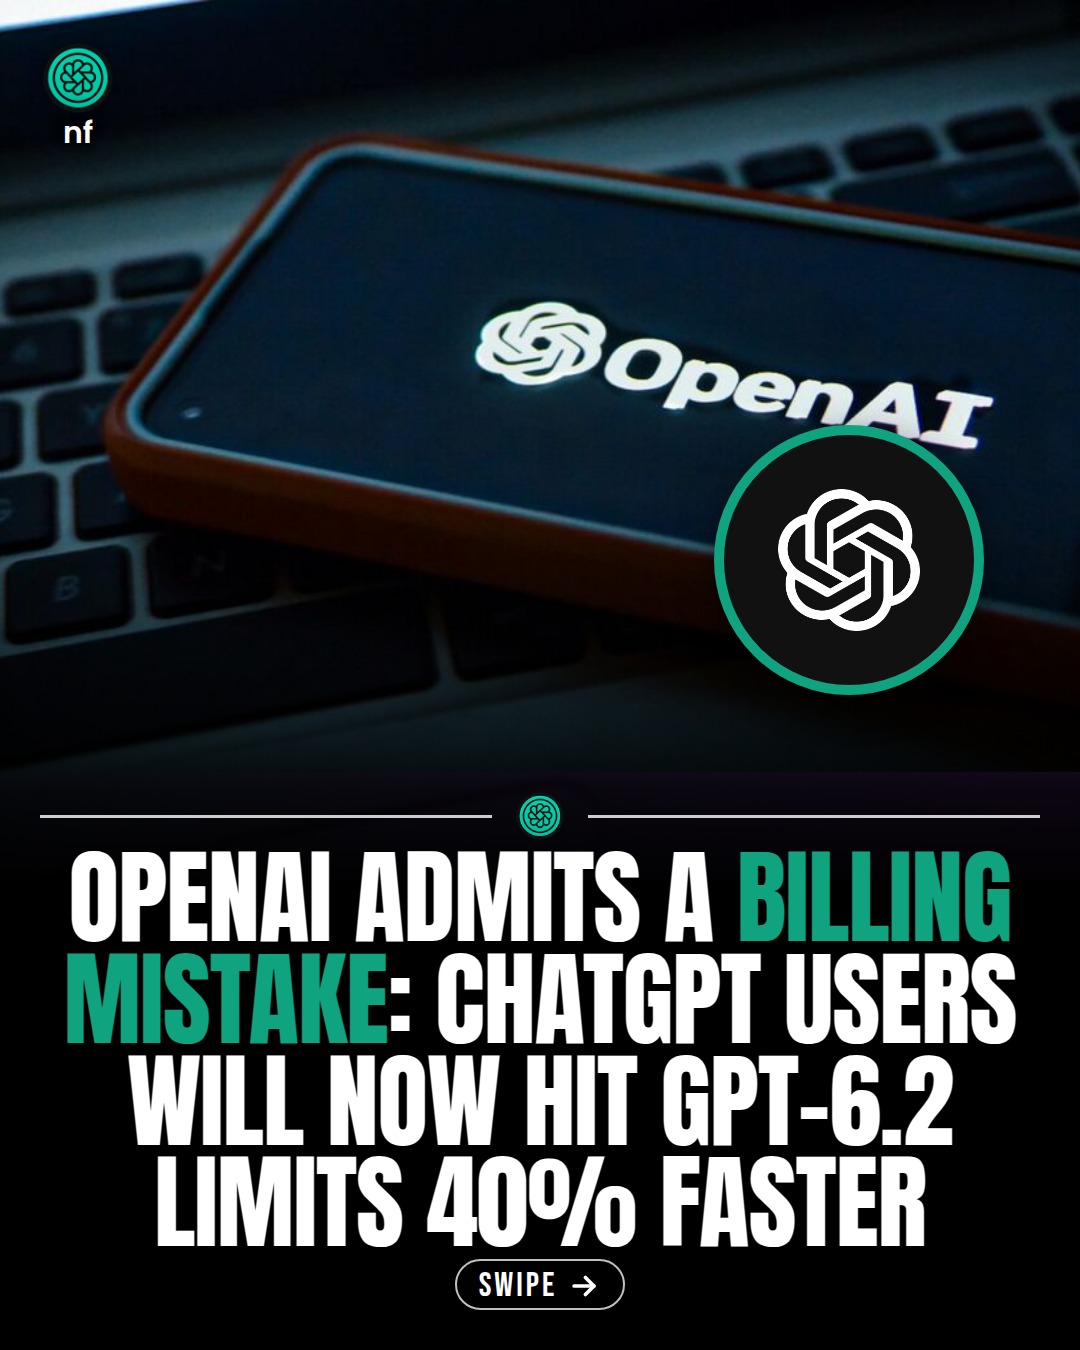 nf
OpenAI
B
N
OPENAI ADMITS A BILLING
MISTAKE: CHATGPT USERS
WILL NOW HIT GPT-6.2
LIMITS 40% FASTER
SWIPE